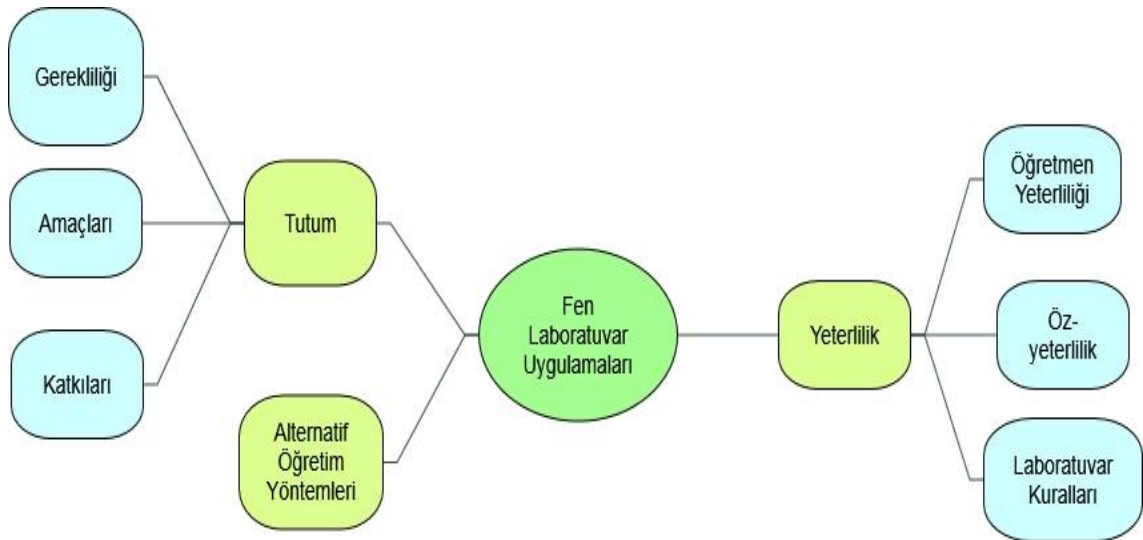 Gerekliliği
Amaçları
Katkıları
Tutum
Alternatif
Öğretim
Yöntemleri
Fen
Laboratuvar
Uygulamaları
Yeterlilik
Öğretmen
Yeterliliği
Öz-
yeterlilik
Laboratuvar
Kuralları